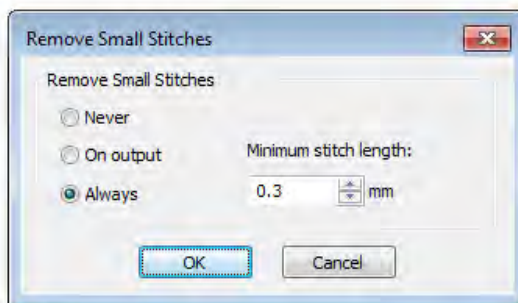 Remove Small Stitches
Remove Small Stitches
Never
On output
Minimum stitch length:
Always
0.3
mm
OK
Cancel